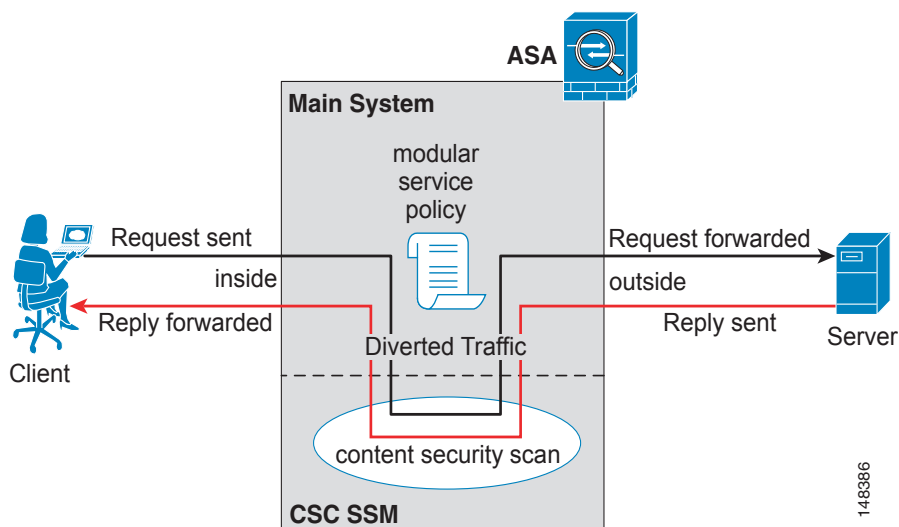 ASA
Main System
modular
service
policy
Request sent
Request forwarded
inside
outside
Reply forwarded
Reply sent
Server
Client
Diverted Traffic
content security scan
CSC SSM
148386